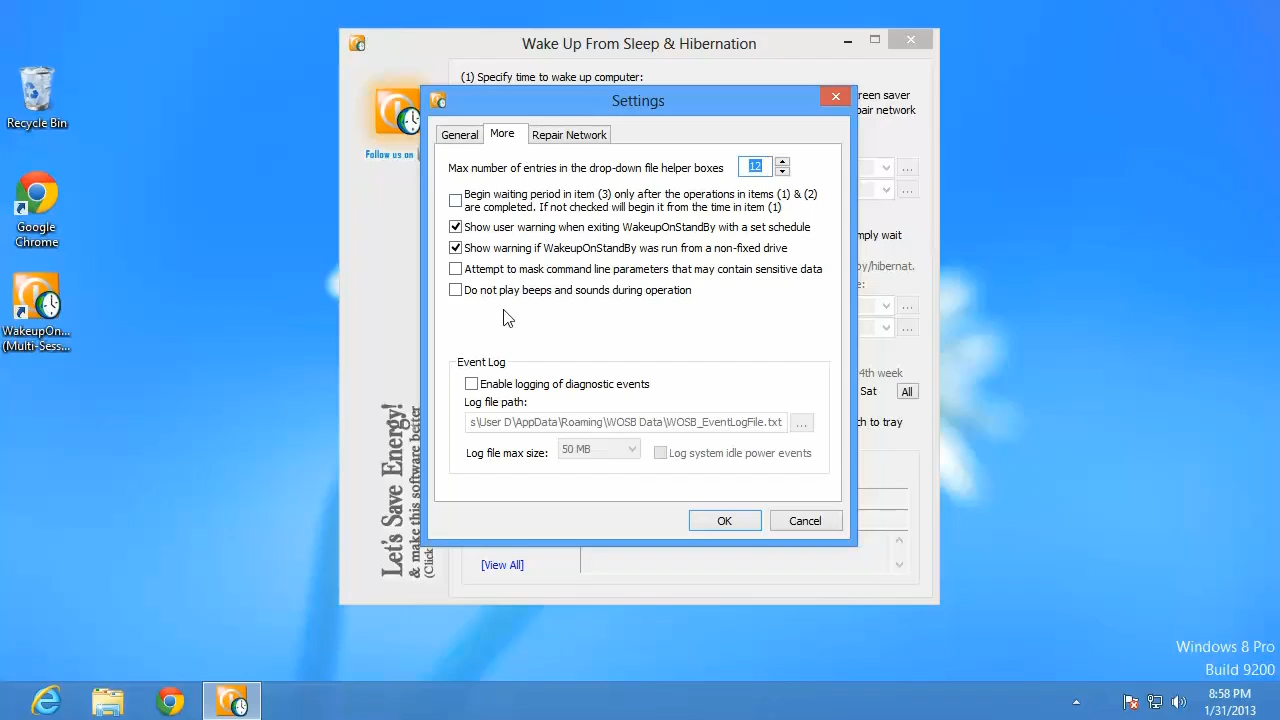 Recycle Bin
Google
Chrome
WakeupOn...
(Multi-Sess...
Wake Up From Sleep & Hibernation
(1) Specify time to wake up computer:
Follow us on
Let's Save Energy!
& make this software better
Settings
General
More
Repair Network
Max number of entries in the drop-down file helper boxes
12
Begin waiting period in item (3) only after the operations in items (1) & (2)
are completed. If not checked will begin it from the time in item (1)
Show user warning when exiting WakeupOnStandBy with a set schedule
Show warning if WakeupOnStandBy was run from a non-fixed drive
Attempt to mask command line parameters that may contain sensitive data
Do not play beeps and sounds during operation
Event Log
Enable logging of diagnostic events
Log file path:
s\User D\AppData\Roaming\WOSB Data\WOSB_EventLogFile.txt
...
Log file max size:
50 MB
Log system idle power events
OK
Cancel
reen saver
pair network
...
...
mply wait
by/hibernat.
e:
...
...
4th week
Sat
All
ch to tray
[View All]
Windows 8 Pro
Build 9200
8:58 PM
1/31/2013